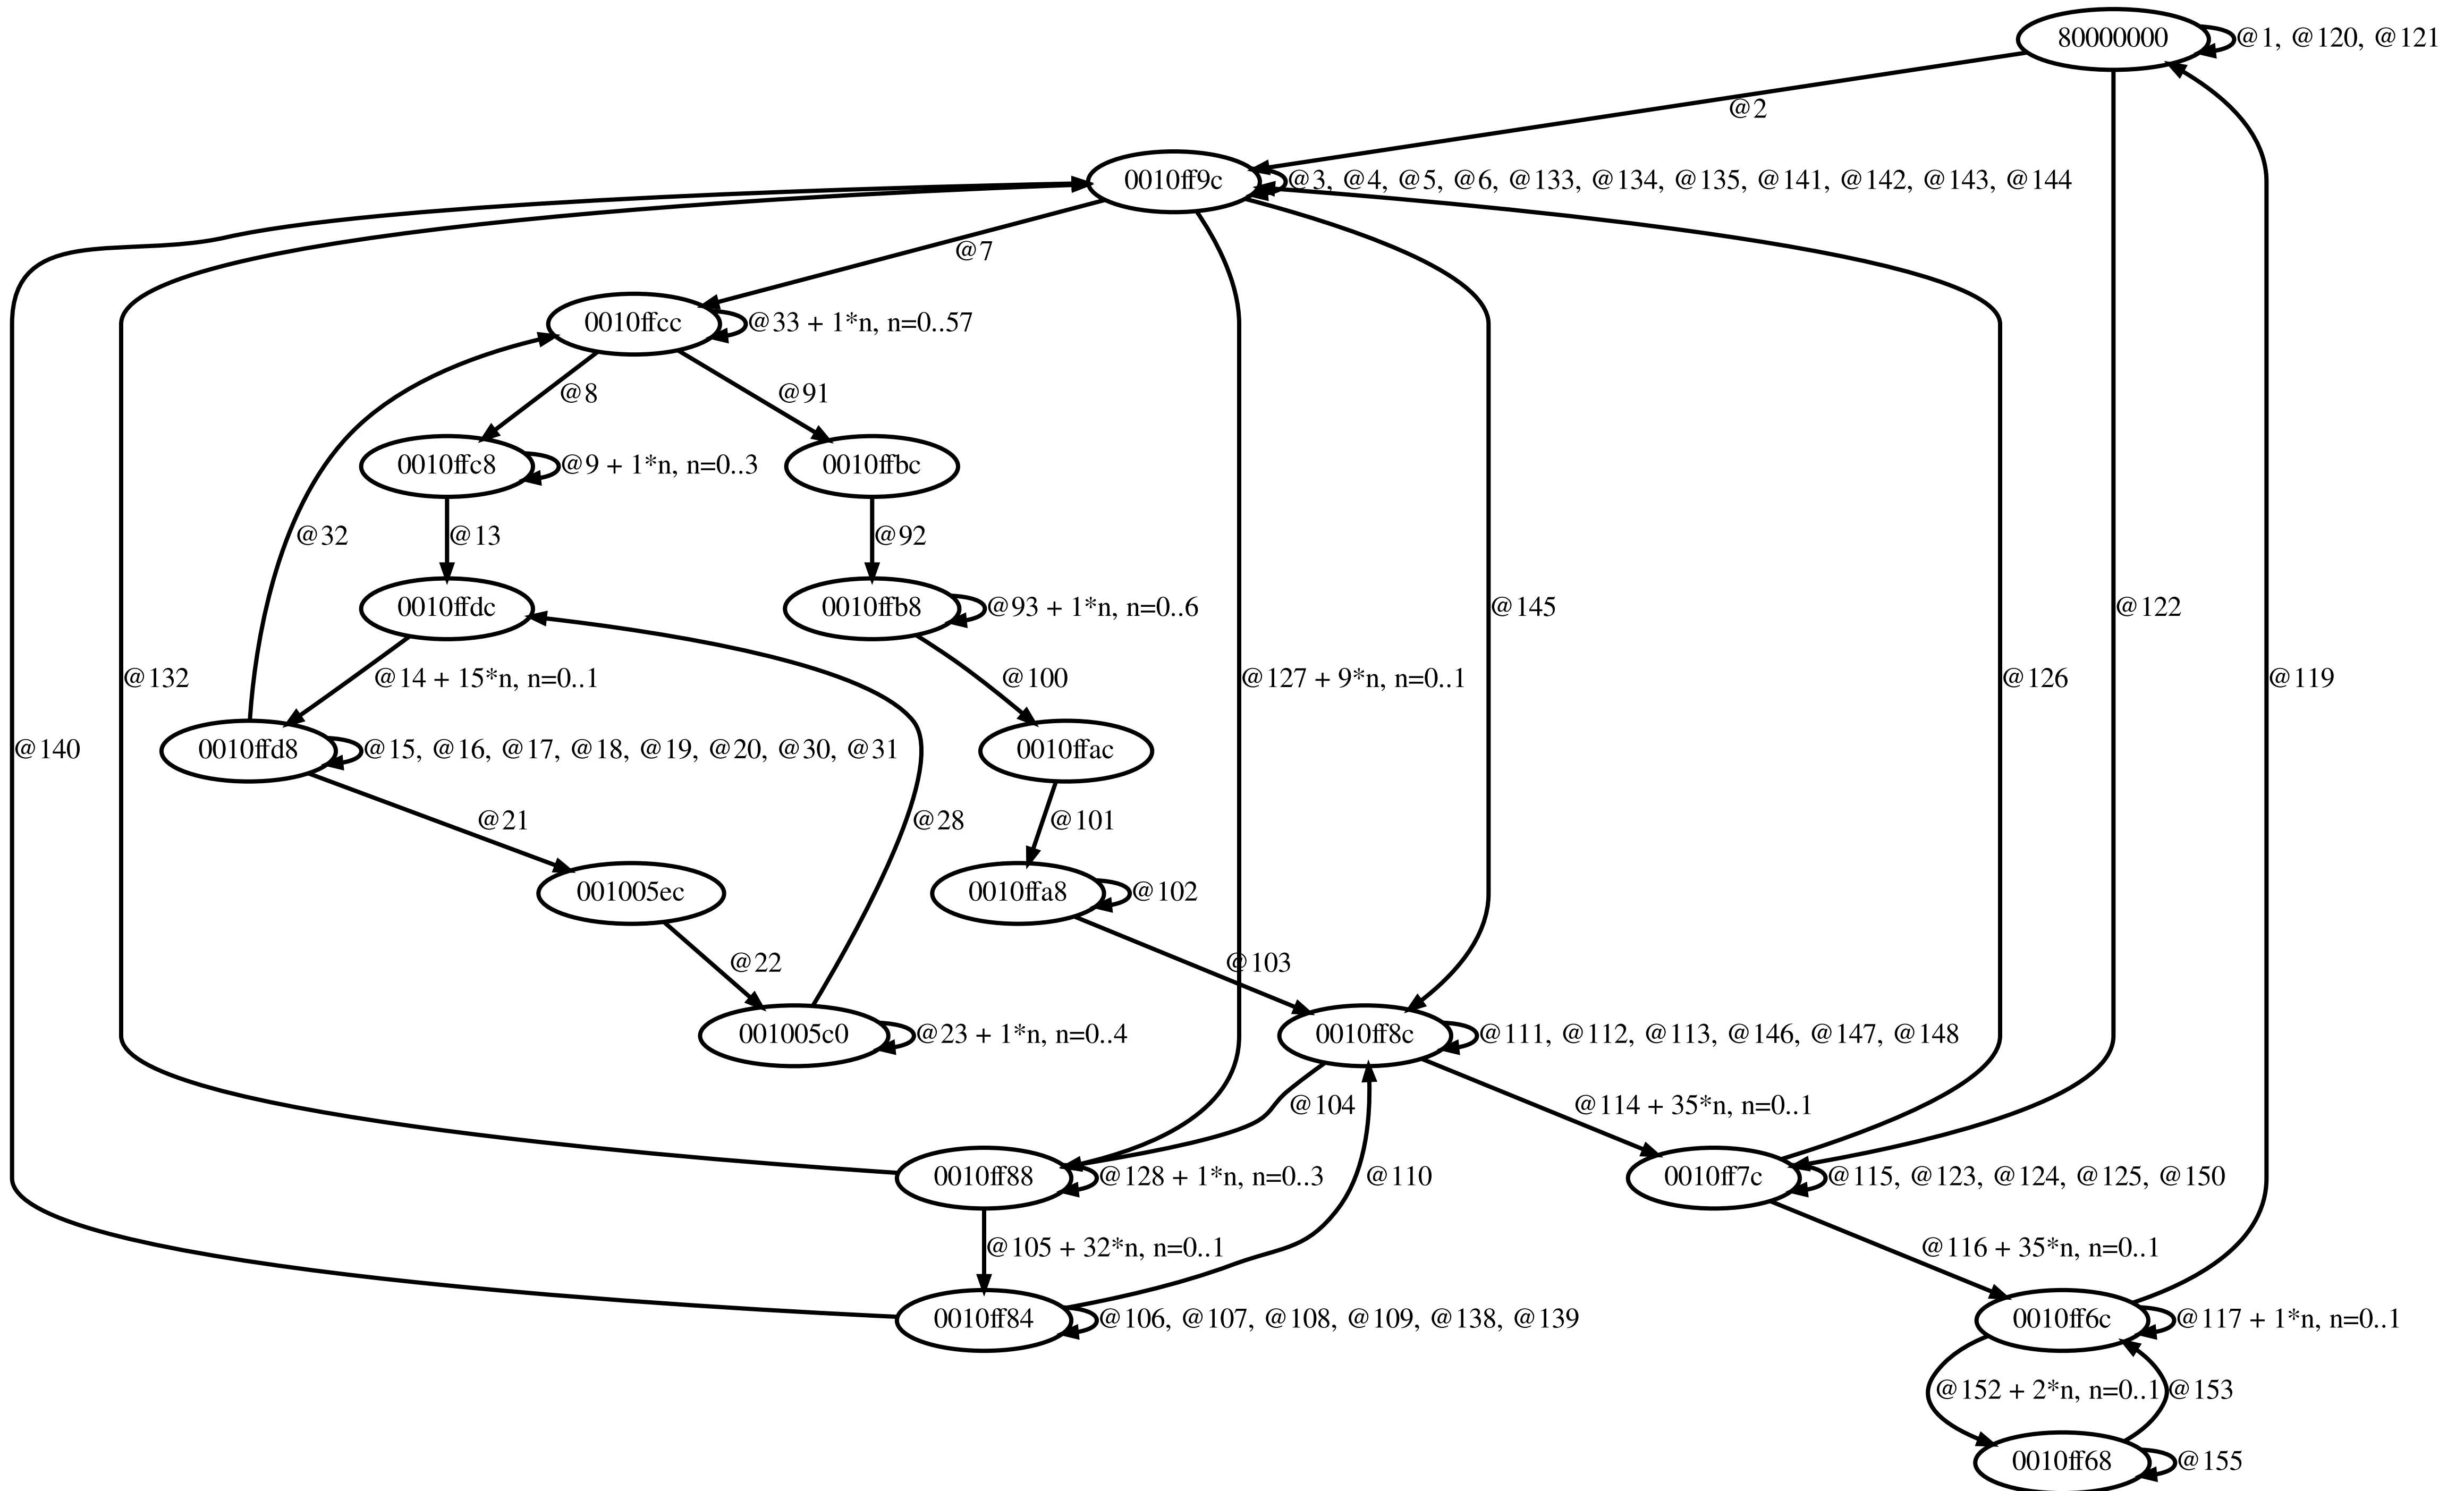 80000000
@1, @120, @121
@2
0010ff9c
@3, @4, @5, @6, @133, @134, @135, @141, @142, @143, @144
@7
0010ffcc
@33 + 1*n, n=0..57
@8
@91
0010ffc8
@9 + 1*n, n=0..3
0010ffbc
@32
@13
@92
0010ffdc
0010ffb8
@93 + 1*n, n=0..6
@145
@122
@132
@14 + 15*n, n=0..1
@100
@127 + 9*n, n=0..1
@126
@119
@140
0010ffd8
@15, @16, @17, @18, @19, @20, @30, @31
0010ffac
@21
@28
@101
001005ec
0010ffa8
@102
@22
@103
001005c0
@23 + 1*n, n=0..4
0010ff8c
@111, @112, @113, @146, @147, @148
@104
@114 + 35*n, n=0..1
0010ff88
@128 + 1*n, n=0..3
@110
0010ff7c
@115, @123, @124, @125, @150
@105 + 32*n, n=0..1
@116 + 35*n, n=0..1
0010ff84
@106, @107, @108, @109, @138, @139
0010ff6c
@117 + 1*n, n=0..1
@152 + 2*n, n=0..1
@153
0010ff68
@155